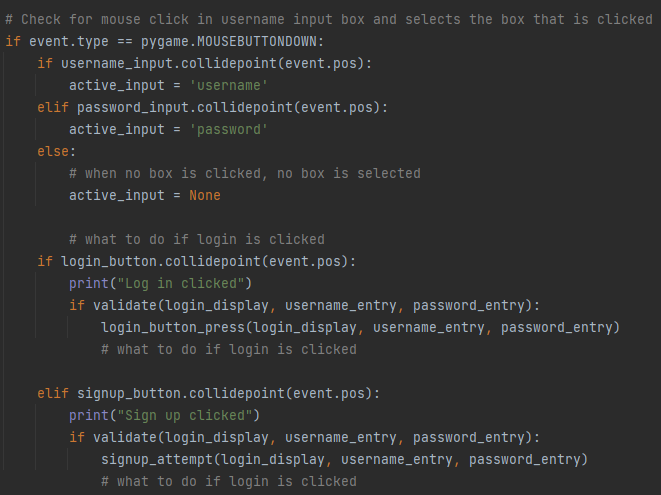 # Check for mouse click in username input box and selects the box that is clicked
if event.type == pygame.MOUSEBUTTONDOWN:
    if username_input.collidepoint(event.pos):
        active_input = 'username'
    elif password_input.collidepoint(event.pos):
        active_input = 'password'
    else:
        # when no box is clicked, no box is selected
        active_input = None

        # what to do if login is clicked
    if login_button.collidepoint(event.pos):
        print("Log in clicked")
        if validate(login_display, username_entry, password_entry):
            login_button_press(login_display, username_entry, password_entry)
            # what to do if login is clicked

    elif signup_button.collidepoint(event.pos):
        print("Sign up clicked")
        if validate(login_display, username_entry, password_entry):
            signup_attempt(login_display, username_entry, password_entry)
            # what to do if login is clicked